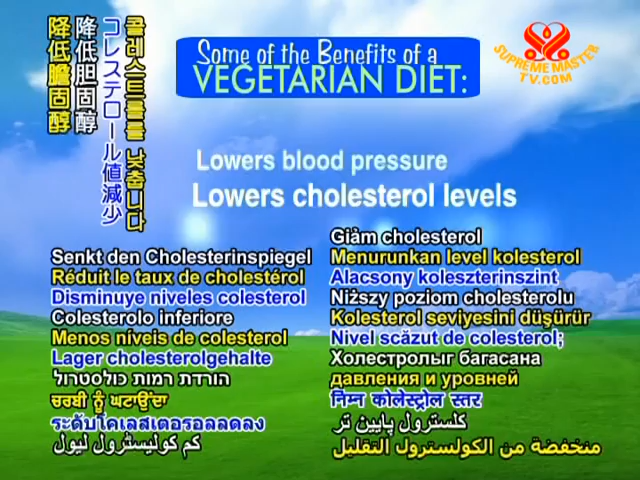 Some of the Benefits of a
VEGETARIAN DIET:
SUPREME MASTER
TV.COM
降低膽固醇
降低胆固醇
コレステロール値減少
콜레스트롤를 낮춥니다
Lowers blood pressure
Lowers cholesterol levels
Senkt den Cholesterinspiegel
Réduit le taux de cholestérol
Disminuye niveles colesterol
Colesterolo inferiore
Menos níveis de colesterol
Lager cholesterolgehalte
הורדת רמות כולסטרול
ਚਰਬੀ ਨੂੰ ਘਟਾਉਂਦਾ
ระดับโคเลสเตอรอลลดลง
کم کولیسٹرول لیول
Giảm cholesterol
Menurunkan level kolesterol
Alacsony koleszterinszint
Niższy poziom cholesterolu
Kolesterol seviyesini düşürür
Nivel scăzut de colesterol;
Холестролыг багасана
давления и уровней
निम्न कोलेस्ट्रोल स्तर
کلسترول پایین تر
منخفضة من الكولسترول التقليل